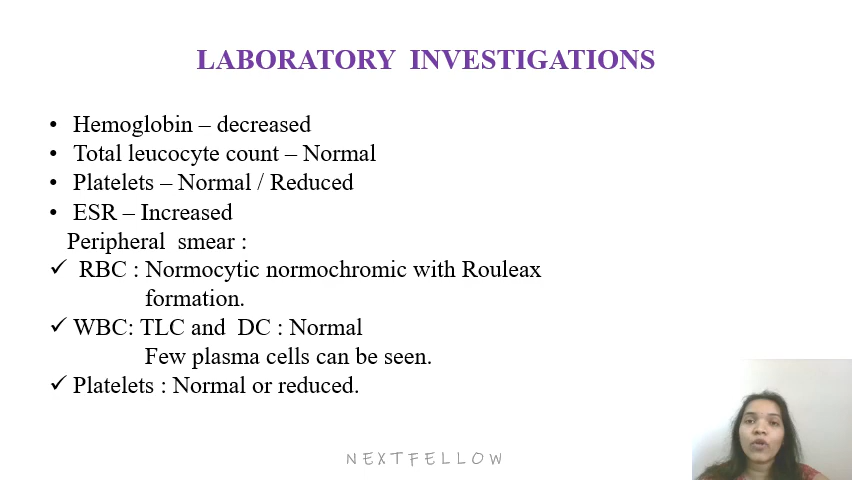 LABORATORY INVESTIGATIONS
• Hemoglobin – decreased
• Total leucocyte count – Normal
• Platelets – Normal / Reduced
• ESR – Increased
Peripheral smear :
✓ RBC : Normocytic normochromic with Rouleax
formation.
✓ WBC: TLC and DC : Normal
Few plasma cells can be seen.
✓ Platelets : Normal or reduced.
NEXTFELLOW